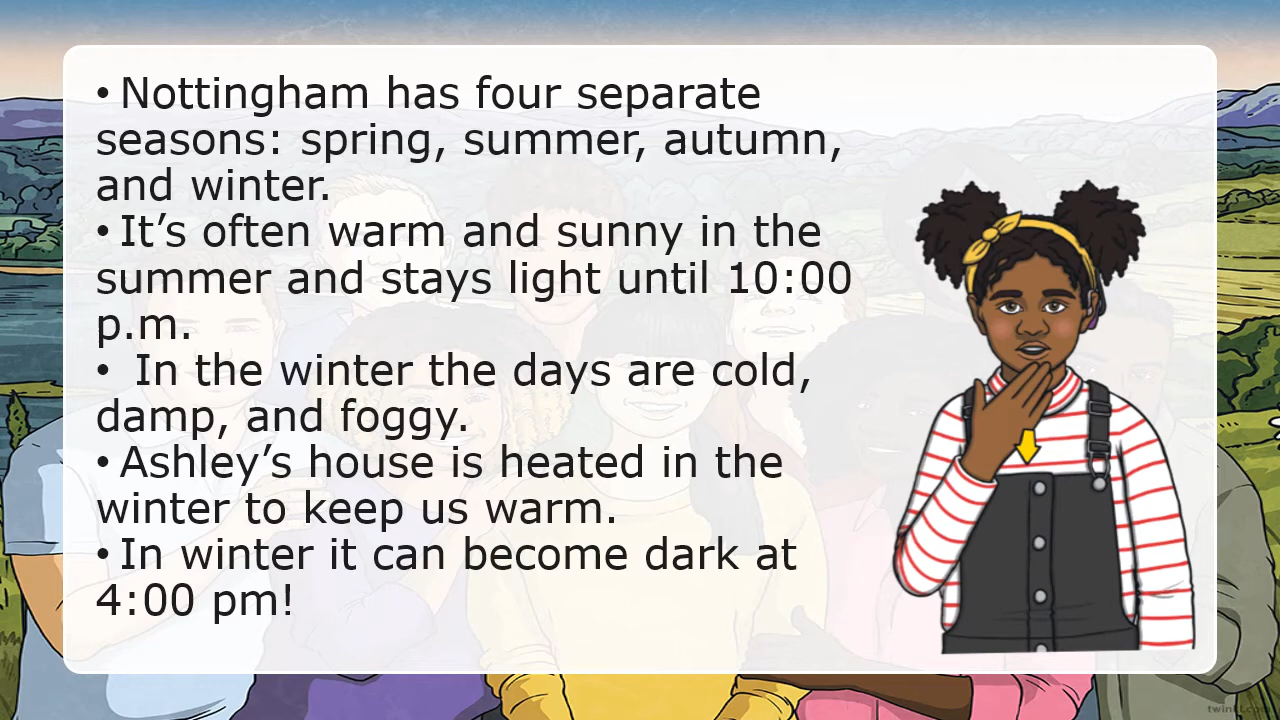 • Nottingham has four separate
seasons: spring, summer, autumn,
and winter.
• It’s often warm and sunny in the
summer and stays light until 10:00
p.m.
• In the winter the days are cold,
damp, and foggy.
• Ashley’s house is heated in the
winter to keep us warm.
• In winter it can become dark at
4:00 pm!